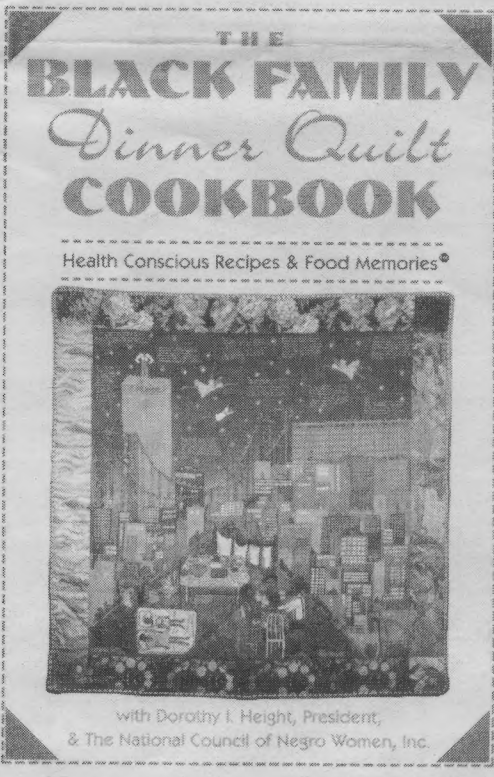 THE
BLACK FAMILY
Dinner Quilt
COOKBOOK
Health Conscious Recipes & Food Memories
with Dorothy I. Height, President,
& The National Council of Negro Women, Inc.